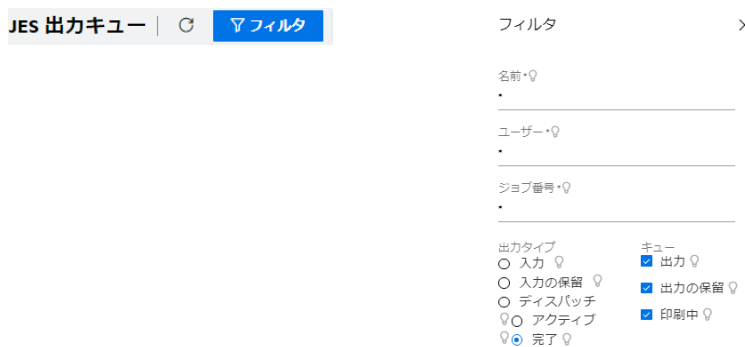 JES 出力キュー
フィルタ
フィルタ
名前*
*
ユーザー*
*
ジョブ番号*
*
出力タイプ
入力
入力の保留
ディスパッチ
アクティブ
完了
キュー
出力
出力の保留
印刷中